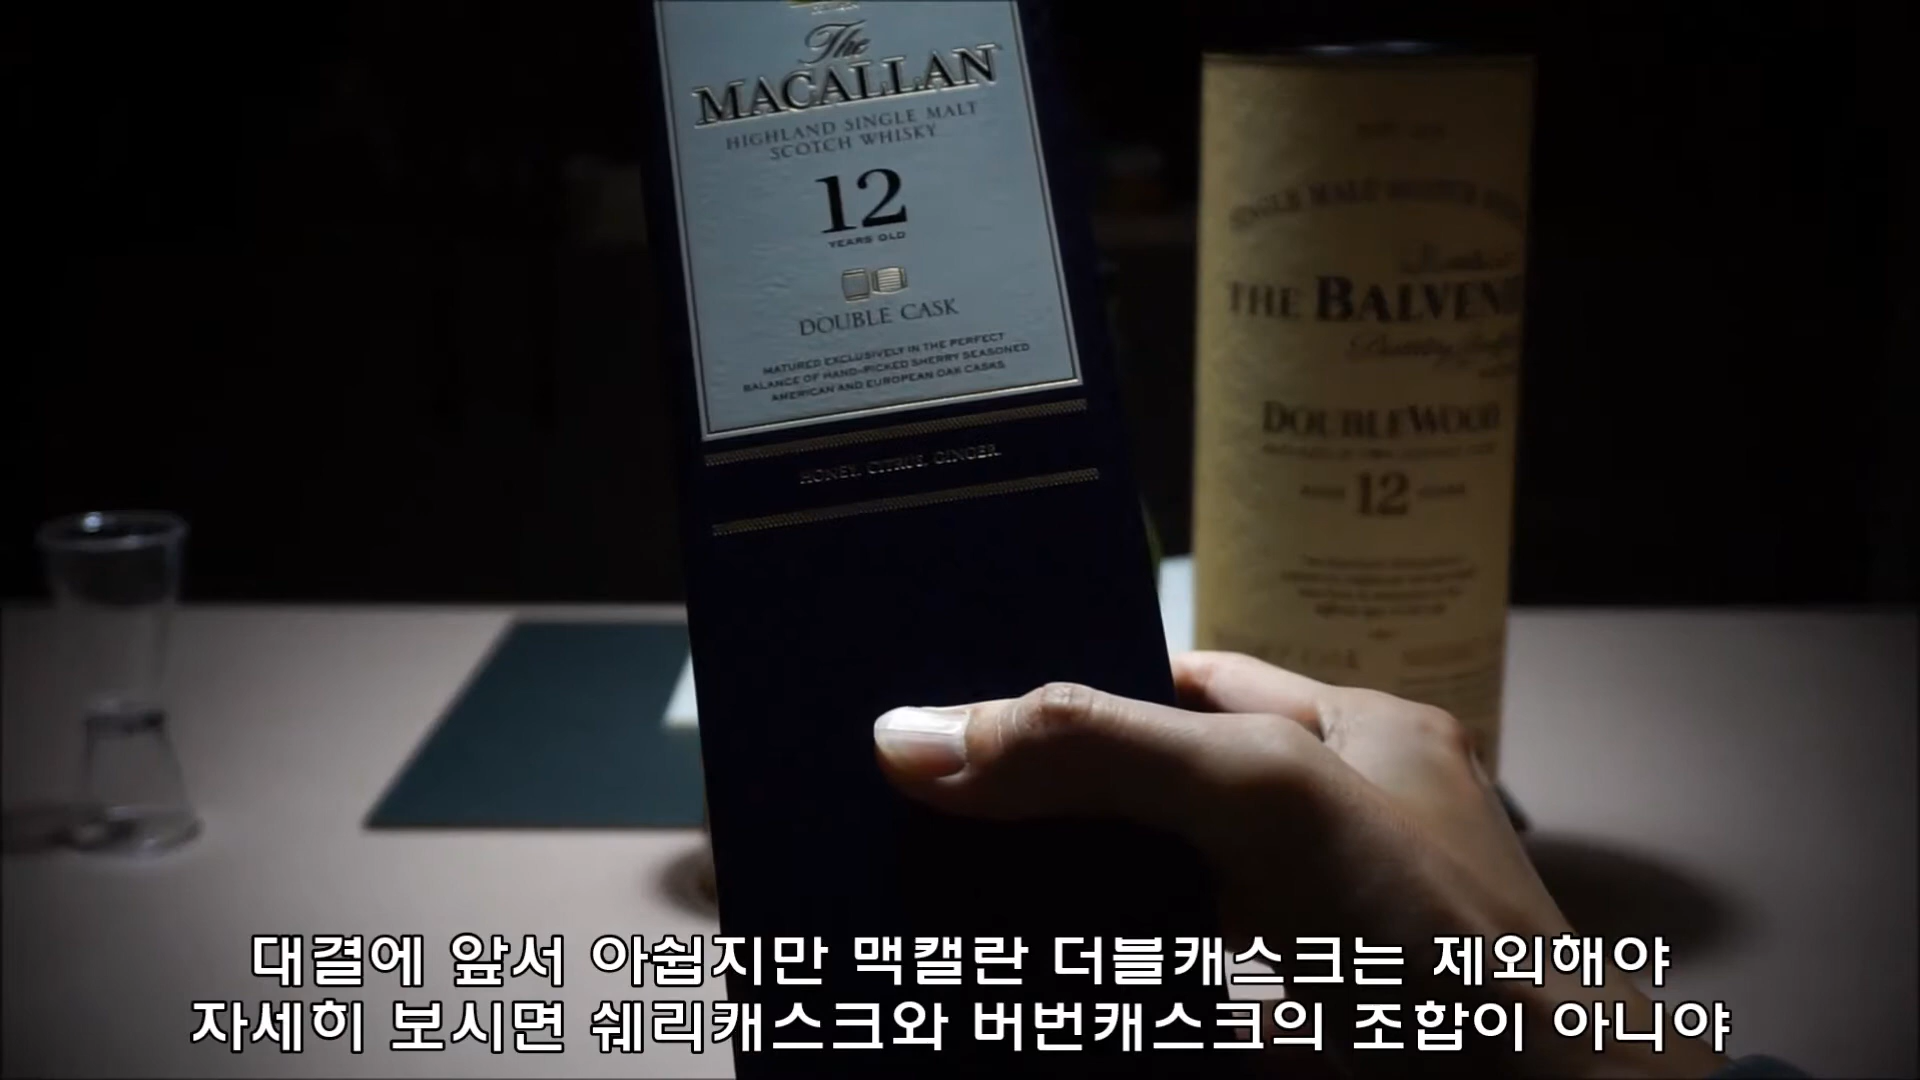 The
MACALLAN
HIGHLAND SINGLE MALT
SCOTCH WHISKY
12
YEARS OLD
DOUBLE CASK
MATURED EXCLUSIVELY IN THE PERFECT
BALANCE OF HAND-PICKED SHERRY SEASONED
AMERICAN AND EUROPEAN OAK CASKS
HONEY. CITRUS. GINGER.
SINGLE MALT SCOTCH
THE BALVENIE
DOUBLEWOOD
12
대결에 앞서 아쉽지만 맥캘란 더블캐스크는 제외해야
자세히 보시면 쉐리캐스크와 버번캐스크의 조합이 아니야